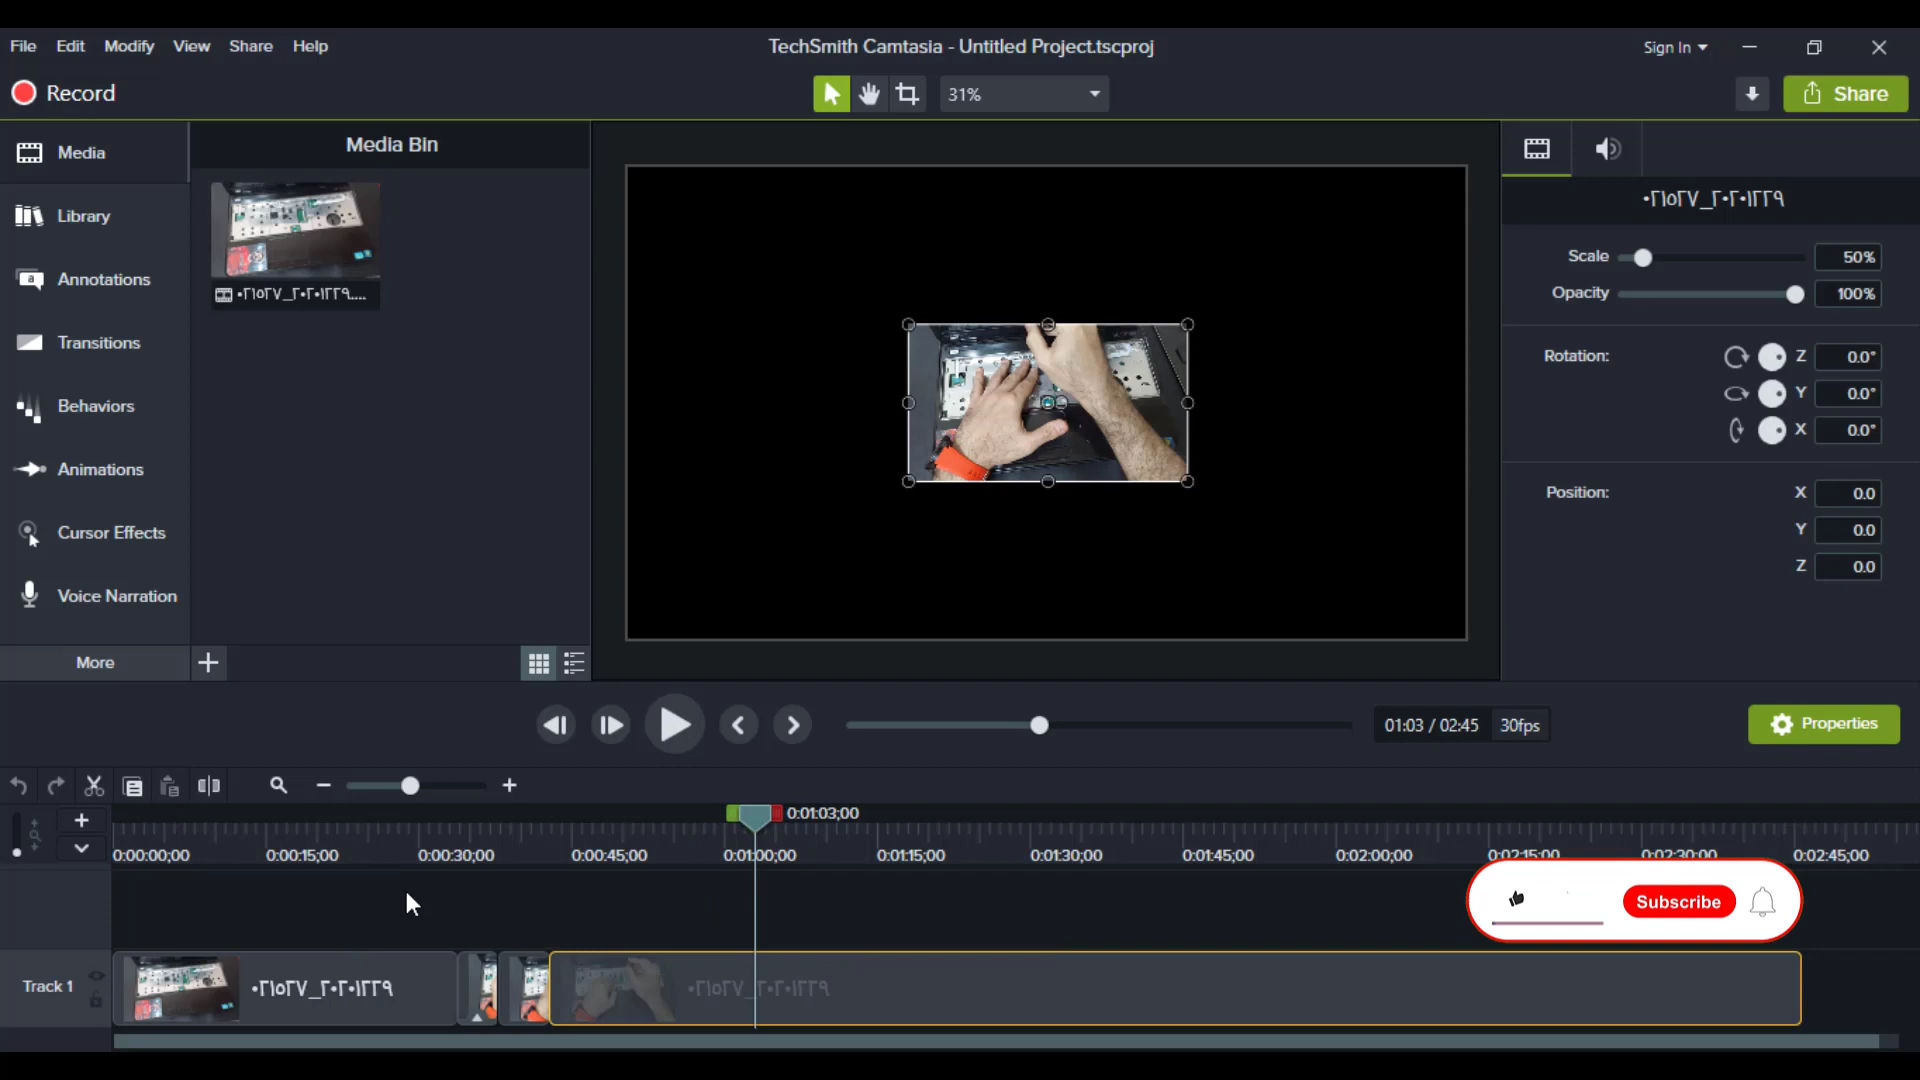 File Edit Modify View Share Help
TechSmith Camtasia - Untitled Project.tscproj
Sign In
Record
31%
Share
Media
Library
Annotations
Transitions
Behaviors
Animations
Cursor Effects
Voice Narration
More
Media Bin
٢٠٢٠١٢٢٩_٠٢١٥٢٧....
٢٠٢٠١٢٢٩_٠٢١٥٢٧
Scale 50%
Opacity 100%
Rotation: Z 0.0°
Y 0.0°
X 0.0°
Position: X 0.0
Y 0.0
Z 0.0
01:03 / 02:45 30fps
Properties
0:01:03;00
0:00:00;00 0:00:15;00 0:00:30;00 0:00:45;00 0:01:00;00 0:01:15;00 0:01:30;00 0:01:45;00 0:02:00;00 0:02:15;00 0:02:30;00 0:02:45;00
Subscribe
Track 1
٢٠٢٠١٢٢٩_٠٢١٥٢٧
٢٠٢٠١٢٢٩_٠٢١٥٢٧